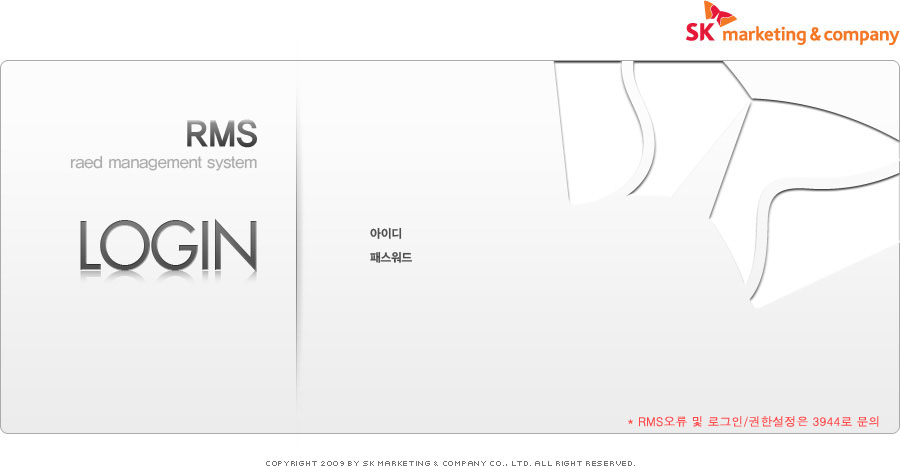 SK marketing & company
RMS
raed management system
LOGIN
아이디
패스워드
* RMS오류 및 로그인/권한설정은 3944로 문의
COPYRIGHT 2009 BY SK MARKETING & COMPANY CO., LTD. ALL RIGHT RESERVED.